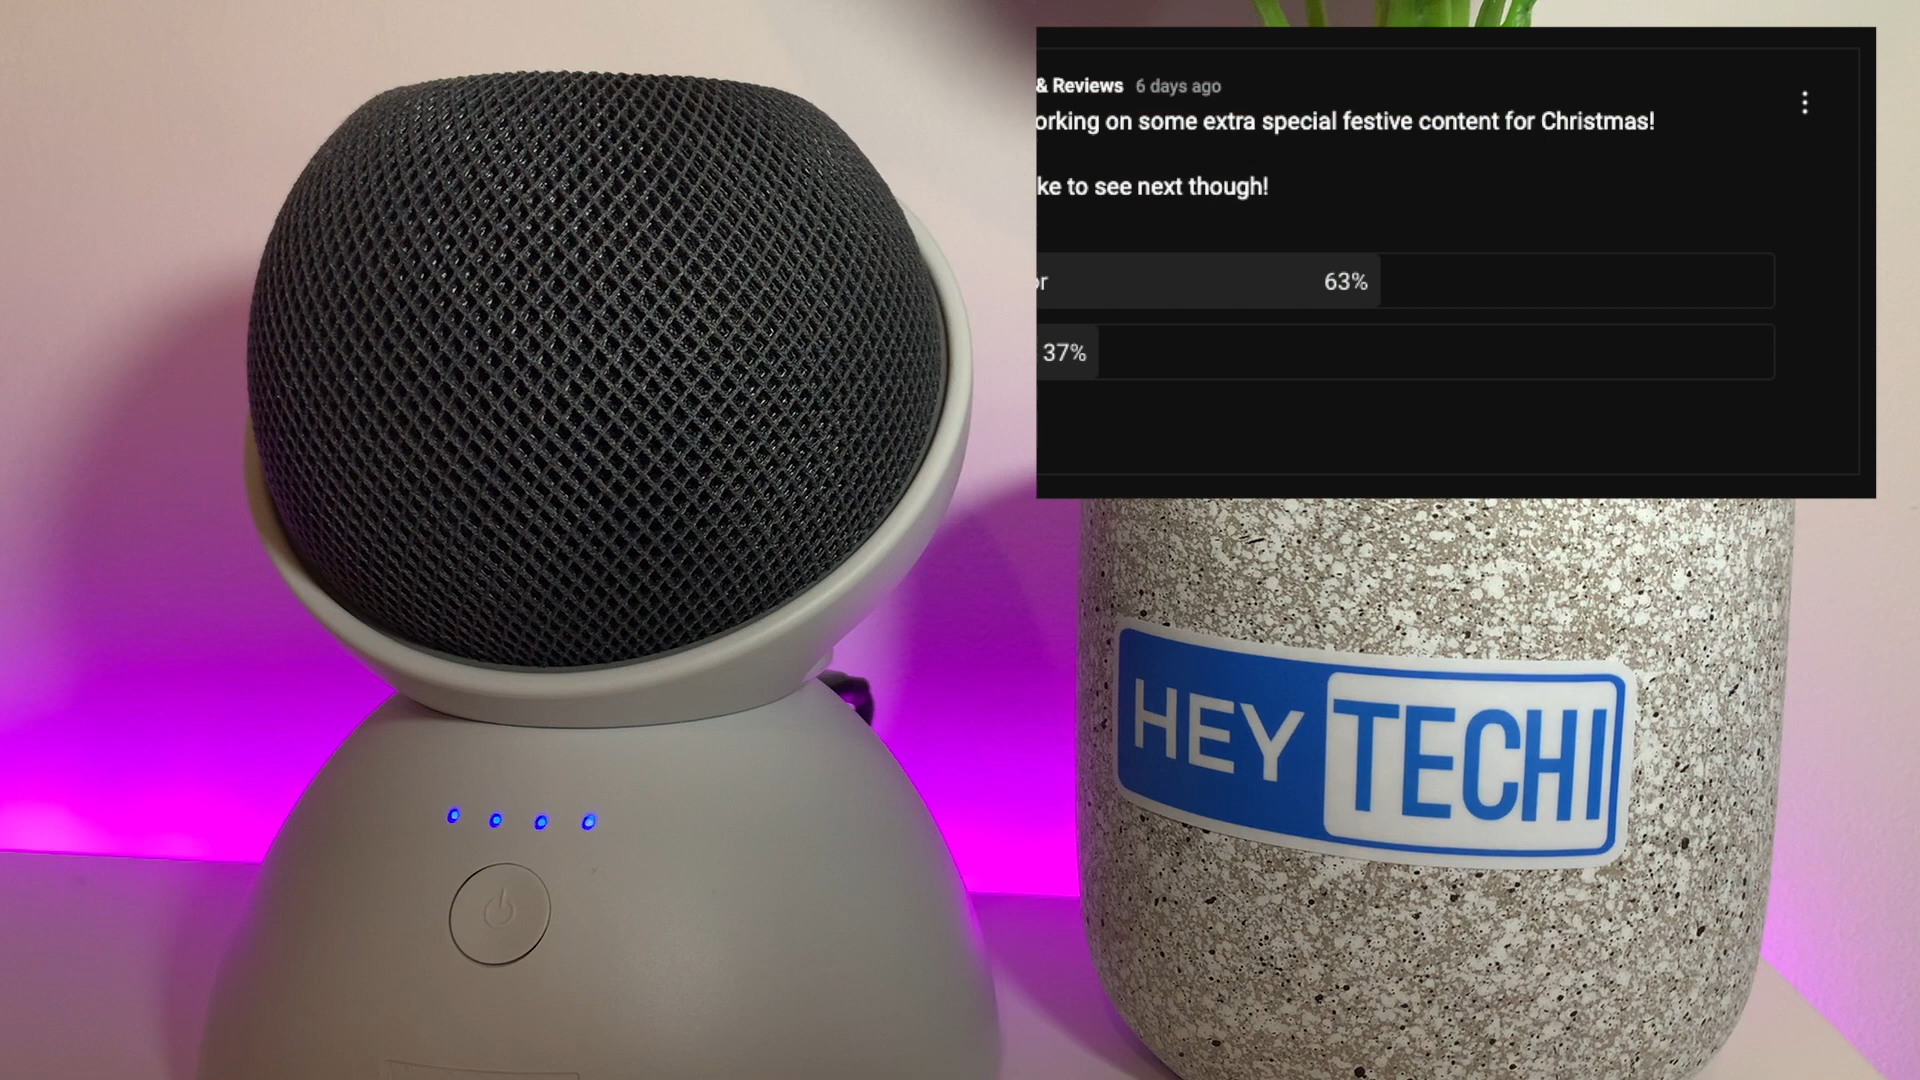 & Reviews 6 days ago
orking on some extra special festive content for Christmas!
ke to see next though!
or 63%
37%
HEY TECHI